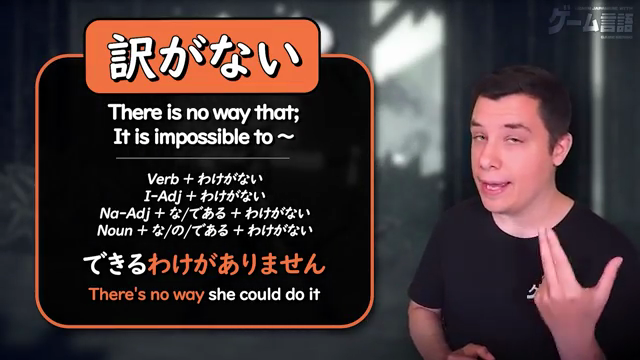 訳がない
There is no way that;
It is impossible to ～
Verb + わけがない
I-Adj + わけがない
Na-Adj + な/である + わけがない
Noun + な/の/である + わけがない
できるわけがありません
There's no way she could do it
ゲーム言語